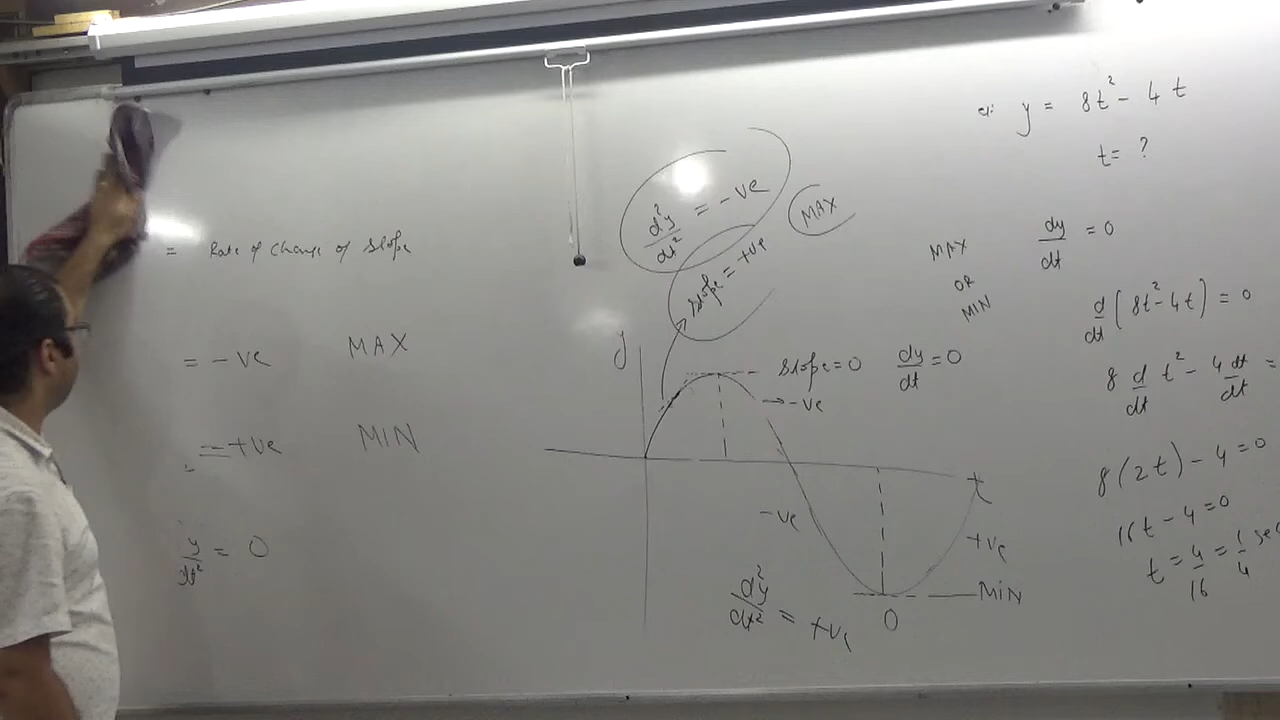 = Rate of change of slope
= -ve MAX
= +ve MIN
y/dt² = 0
d²y/dt² = -ve
MAX
slope = +ve
y
slope = 0 dy/dt = 0
→ -ve
t
-ve
+ve
MIN
0
d²y/dt² = +ve
y = 8t² - 4t
t = ?
MAX
OR
MIN
dy/dt = 0
d/dt (8t² - 4t) = 0
8 d/dt t² - 4 dt/dt =
8(2t) - 4 = 0
16t - 4 = 0
t = 4/16 = 1/4 sec